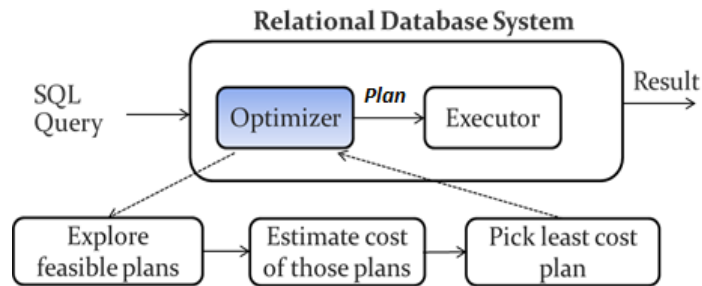 Relational Database System
SQL
Query
Optimizer
Plan
Executor
Result
Explore
feasible plans
Estimate cost
of those plans
Pick least cost
plan